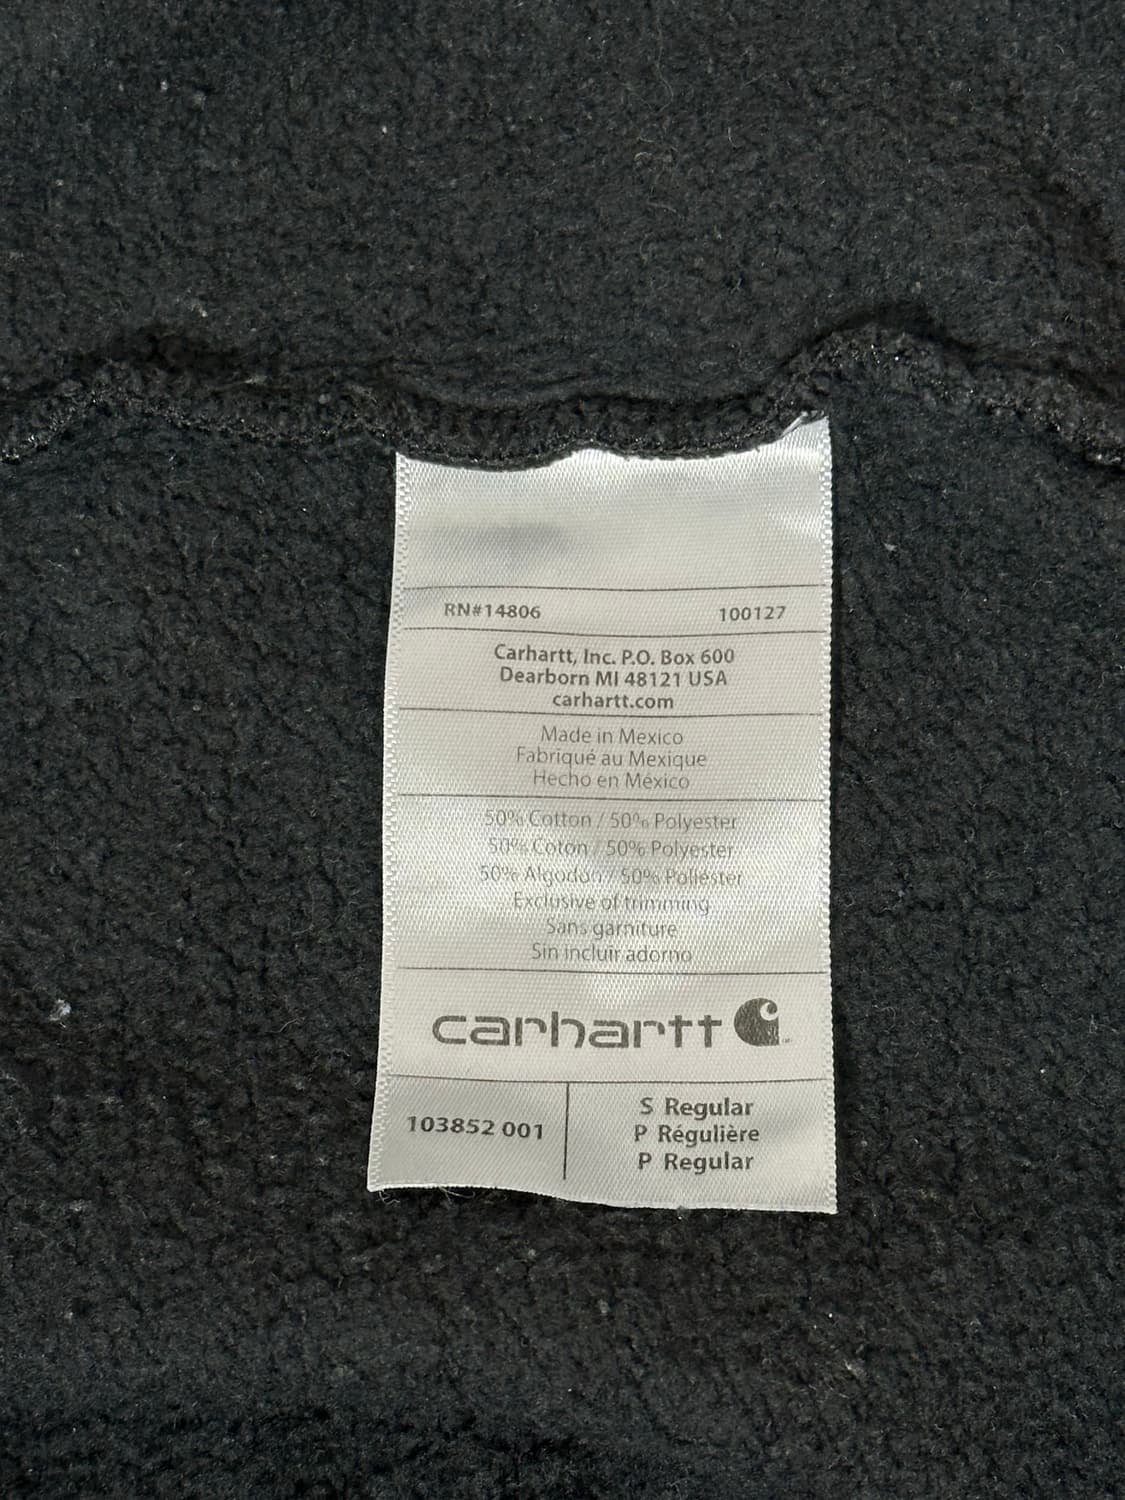 RN#14806 100127
Carhartt, Inc. P.O. Box 600
Dearborn MI 48121 USA
carhartt.com
Made in Mexico
Fabriqué au Mexique
Hecho en México
50% Cotton / 50% Polyester
50% Coton / 50% Polyester
50% Algodón / 50% Poliéster
Exclusive of trimming
Sans garniture
Sin incluir adorno
carhartt
103852 001
S Regular
P Régulière
P Regular